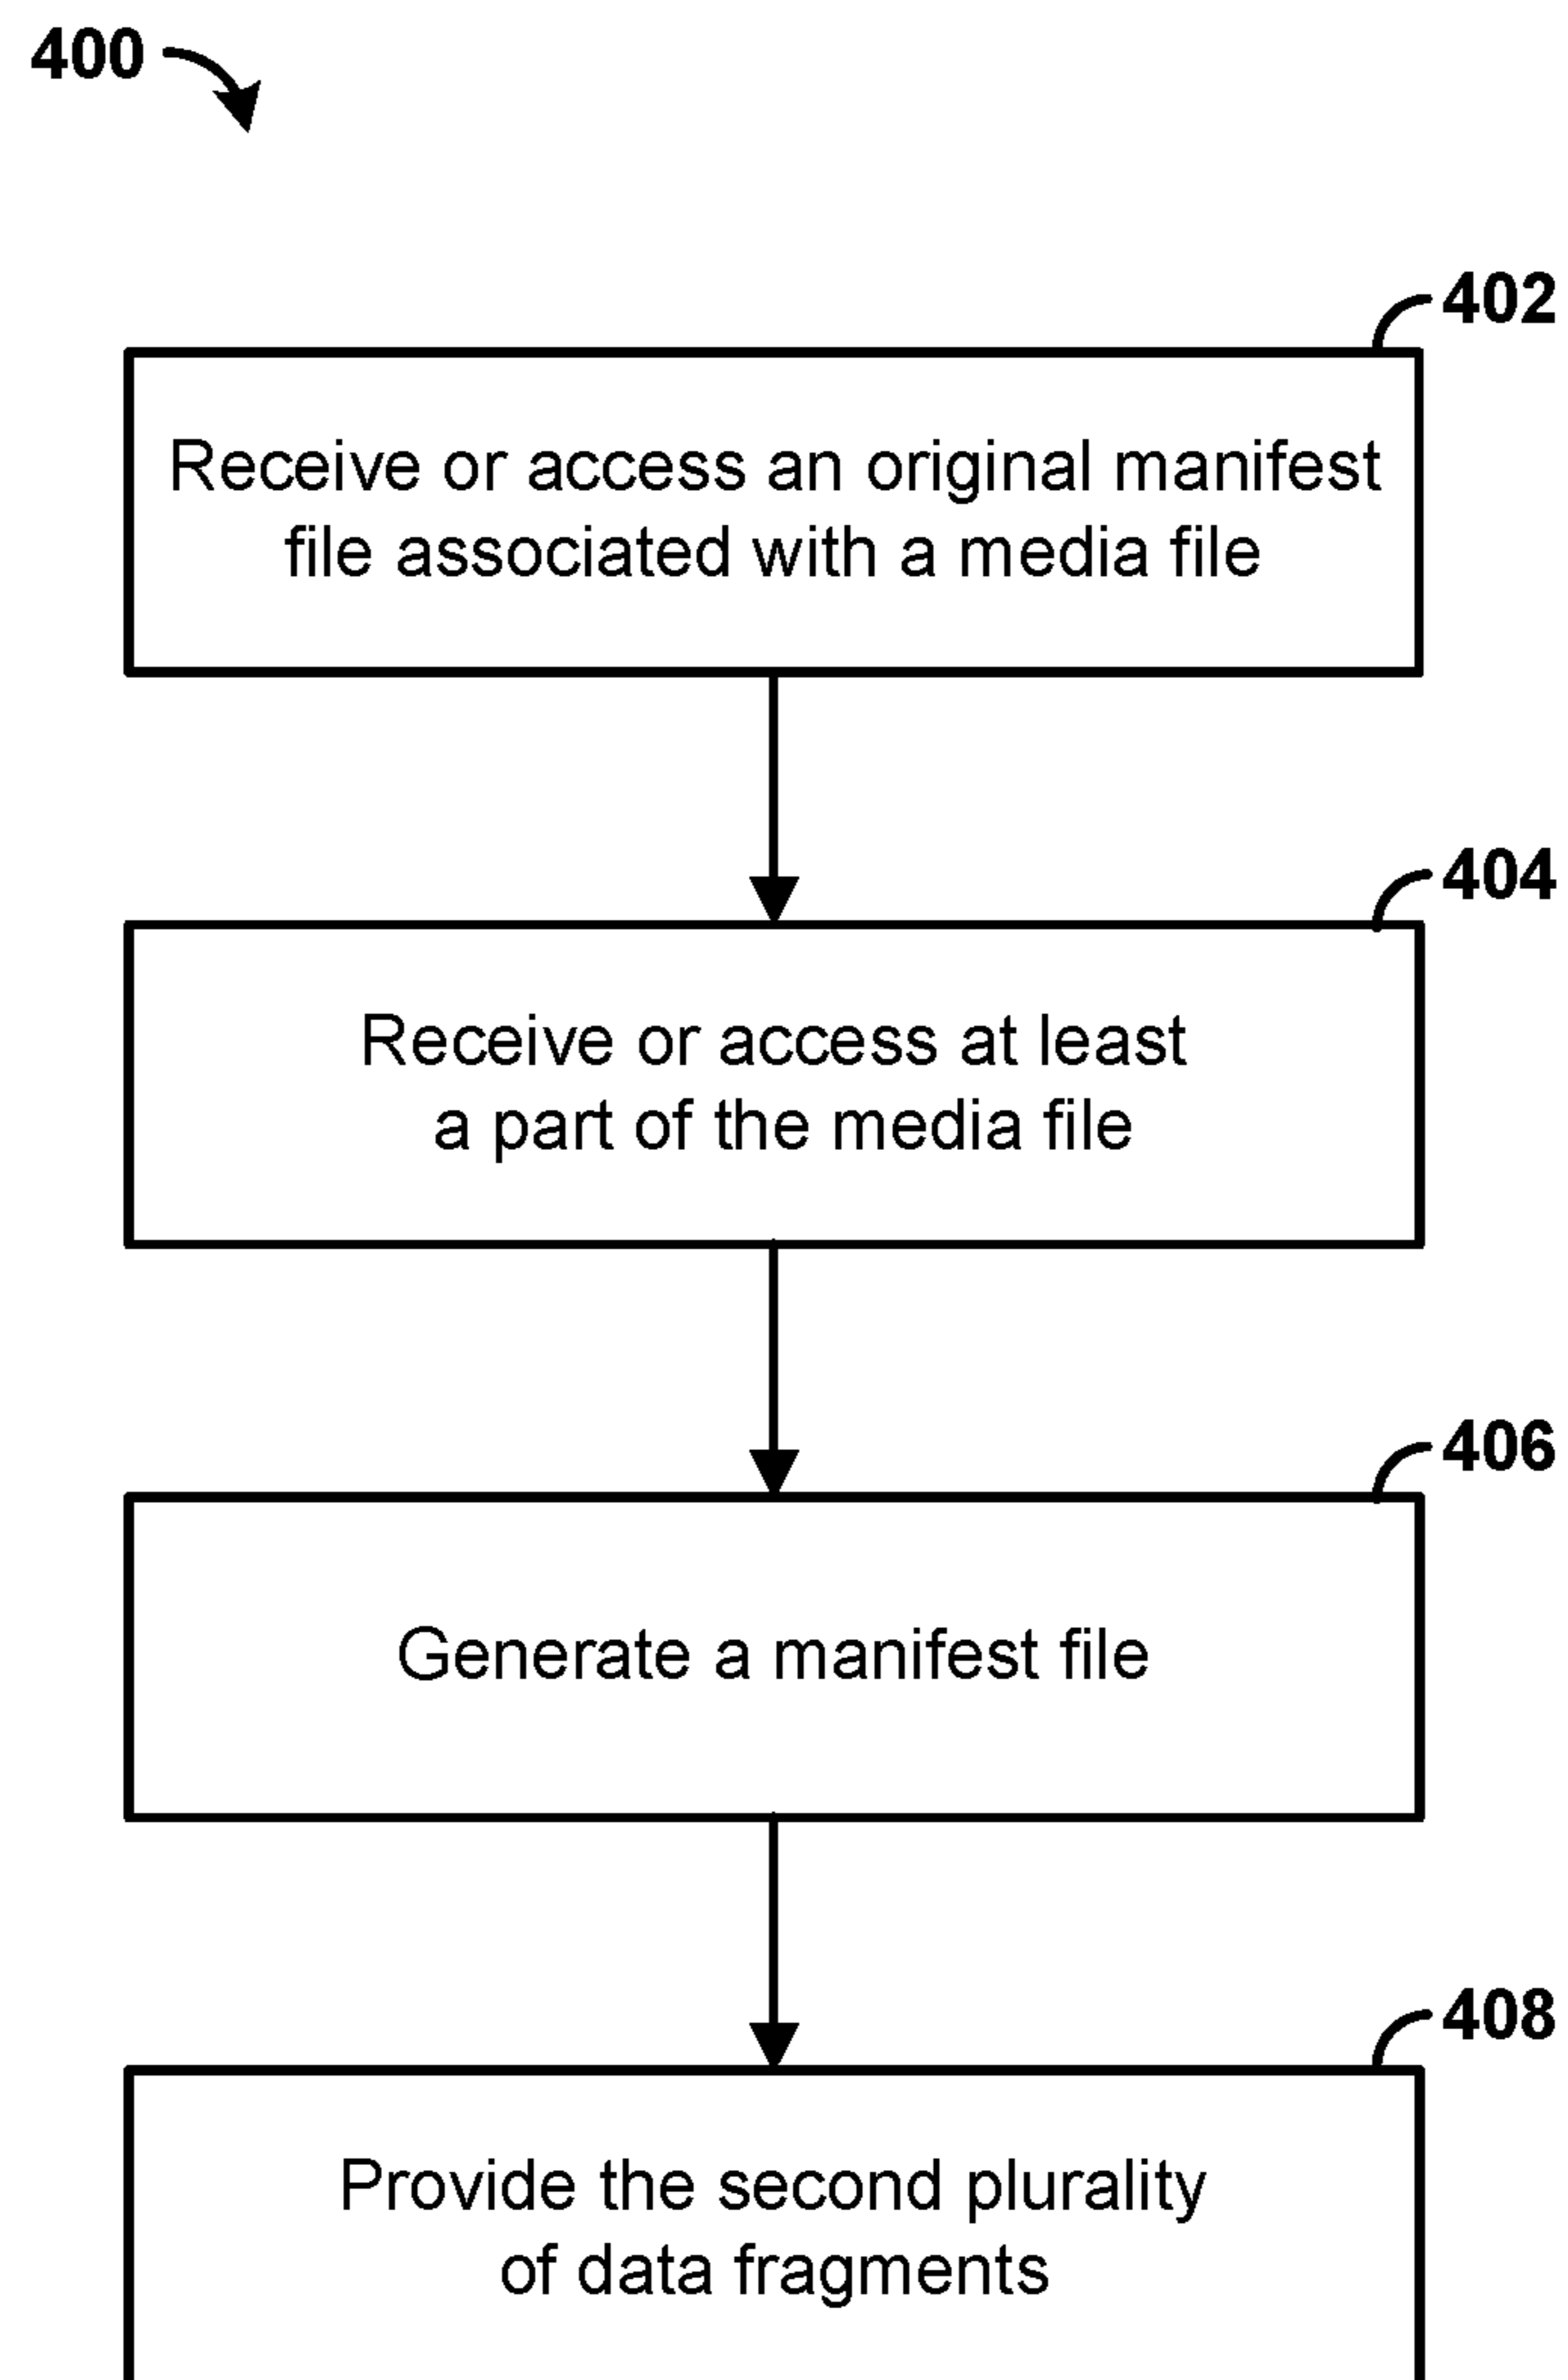 400
402
Receive or access an original manifest
file associated with a media file
404
Receive or access at least
a part of the media file
406
Generate a manifest file
408
Provide the second plurality
of data fragments